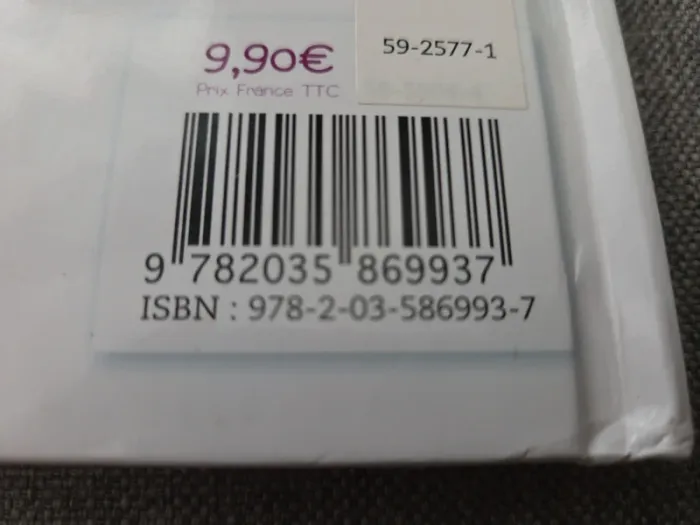 9,90€
59-2577-1
Prix France TTC
9 782035 869937
ISBN : 978-2-03-586993-7